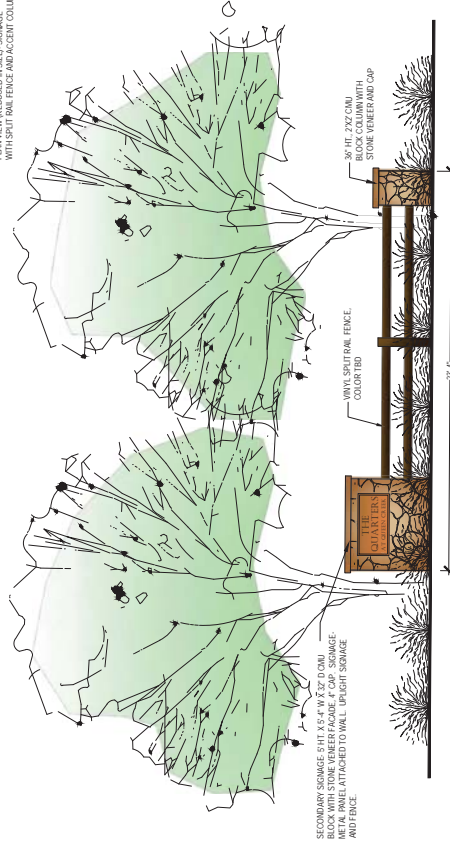 WITH SPLIT RAIL FENCE AND ACCENT COLU
36" HT., 2'X2' CMU
BLOCK COLUMN WITH
STONE VENEER AND CAP
VINYL SPLIT RAIL FENCE,
COLOR TBD
THE
QUARTERS
SECONDARY SIGNAGE- 5' HT. X 5'-4" W X 32" D CMU
BLOCK WITH STONE VENEER FACADE, 4" CAP. SIGNAGE-
METAL PANEL ATTACHED TO WALL. UPLIGHT SIGNAGE
AND FENCE.